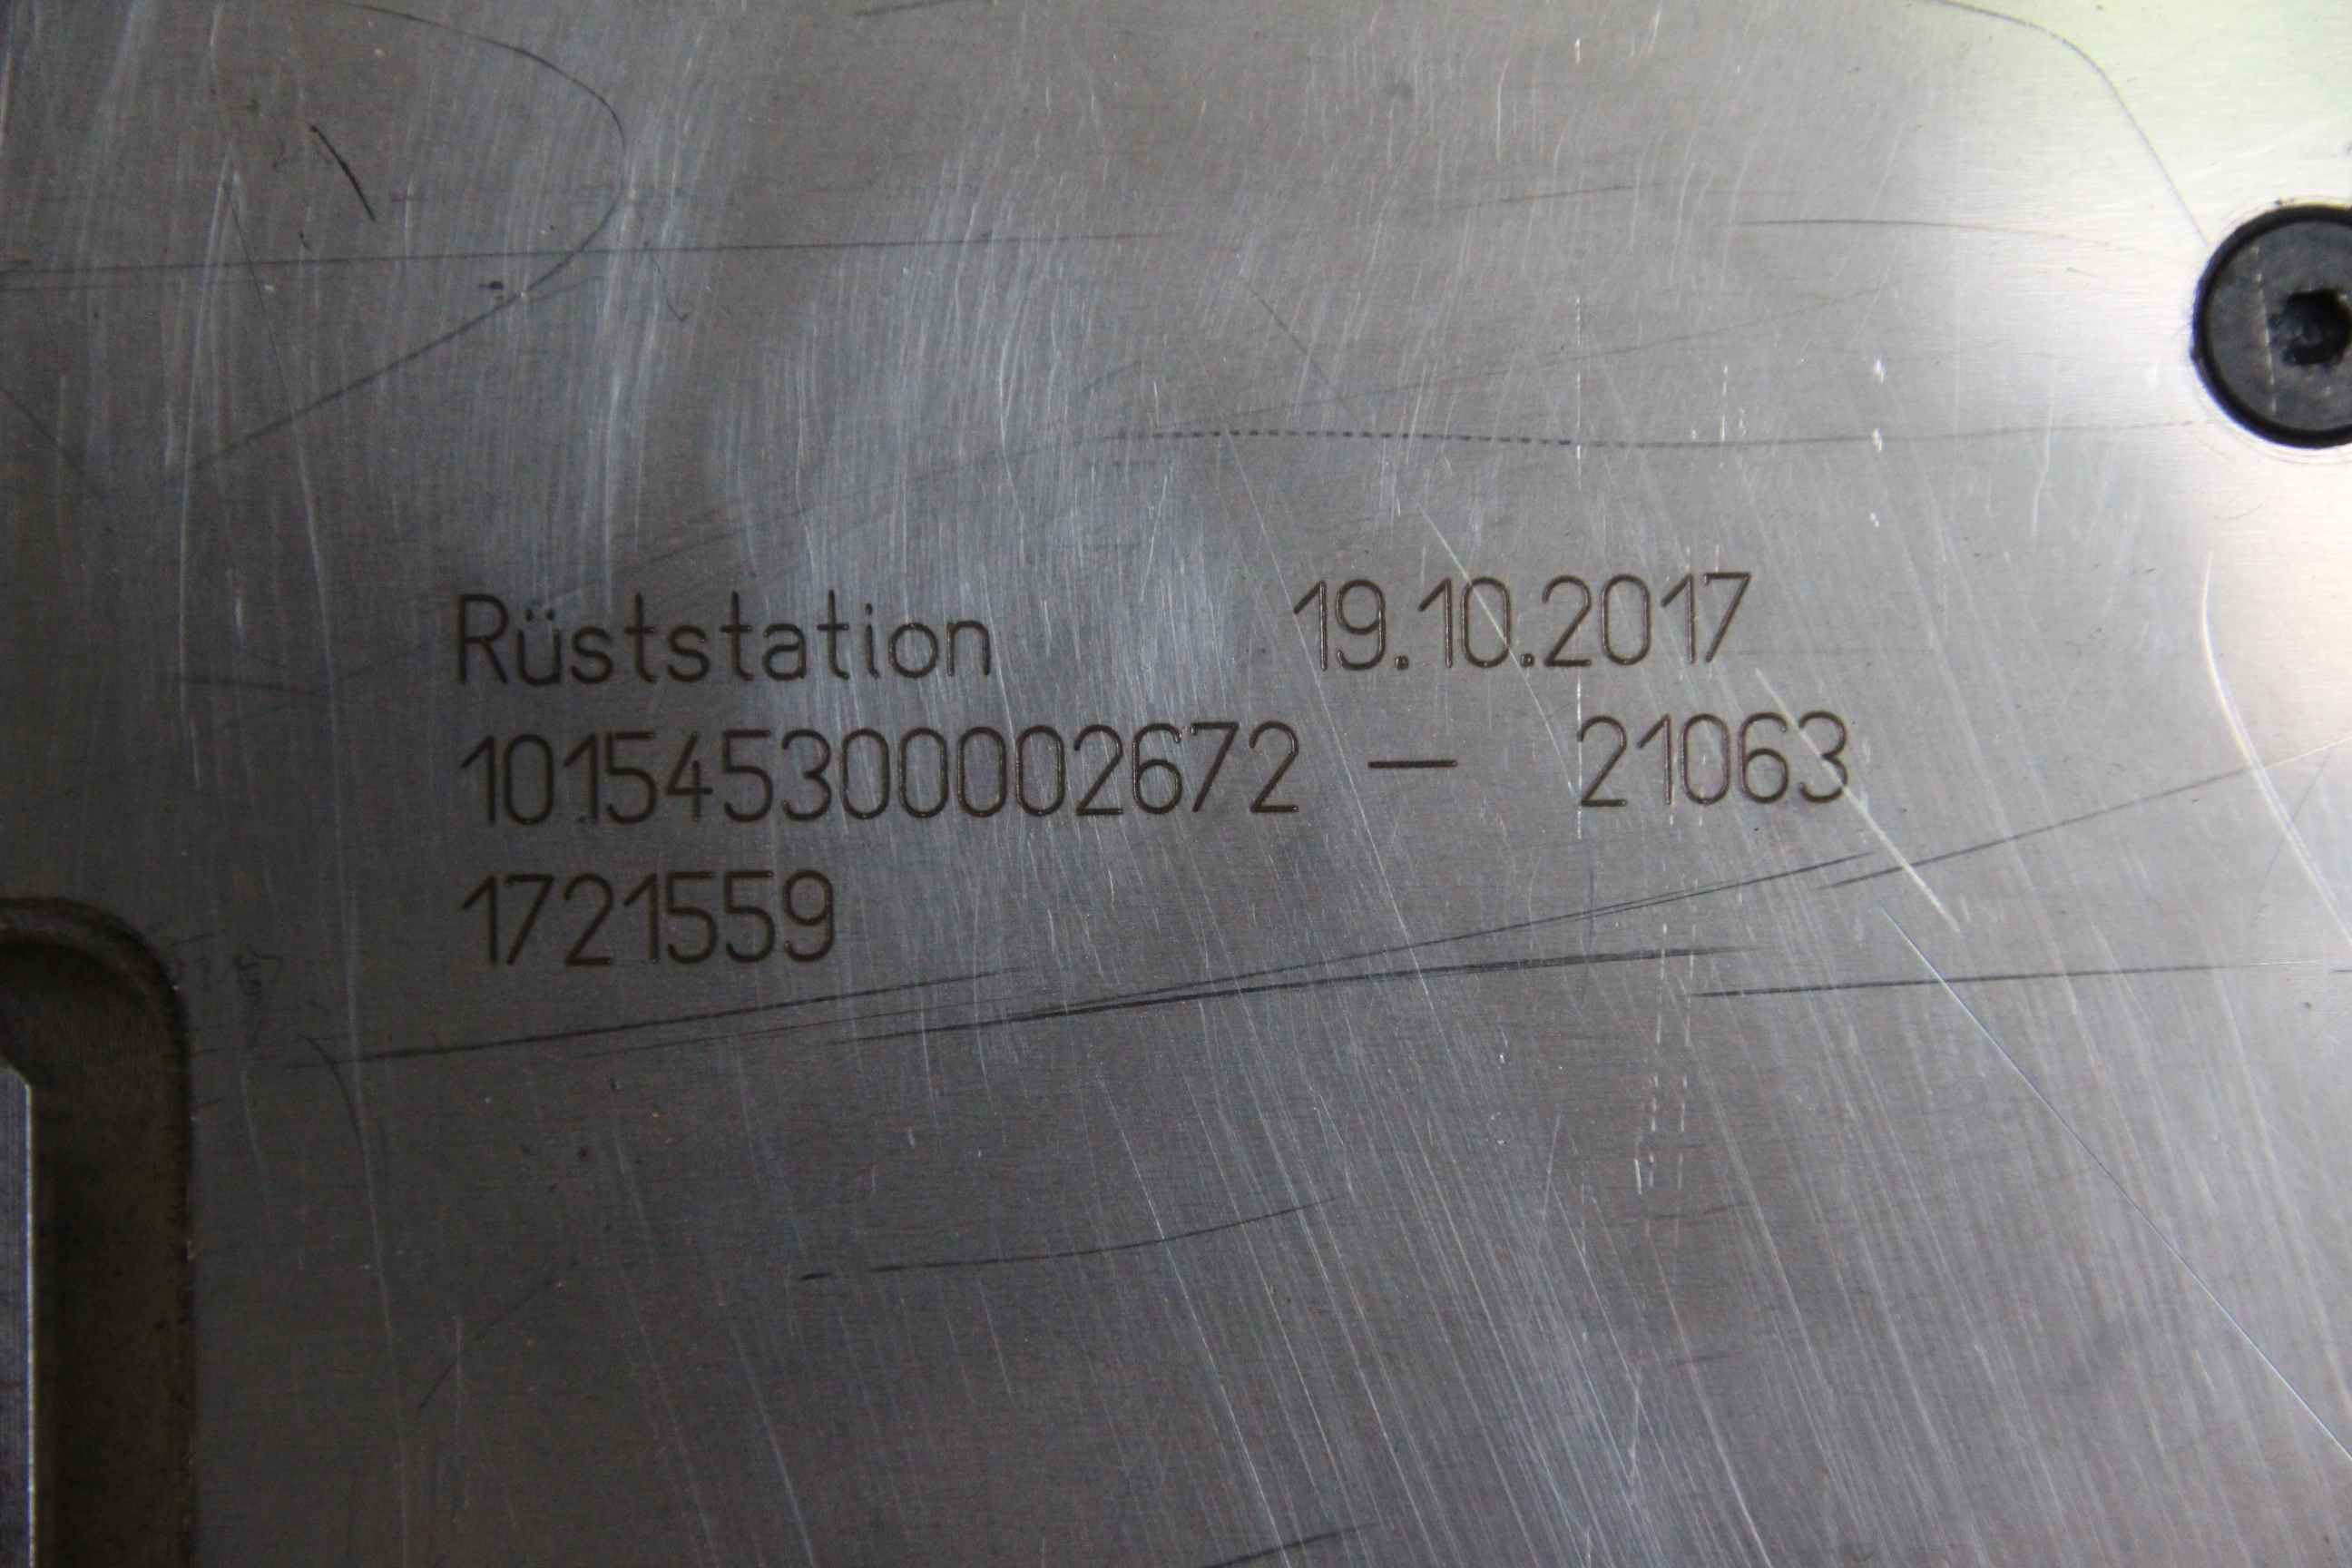 Rüststation 19.10.2017
101545300002672 — 21063
1721559